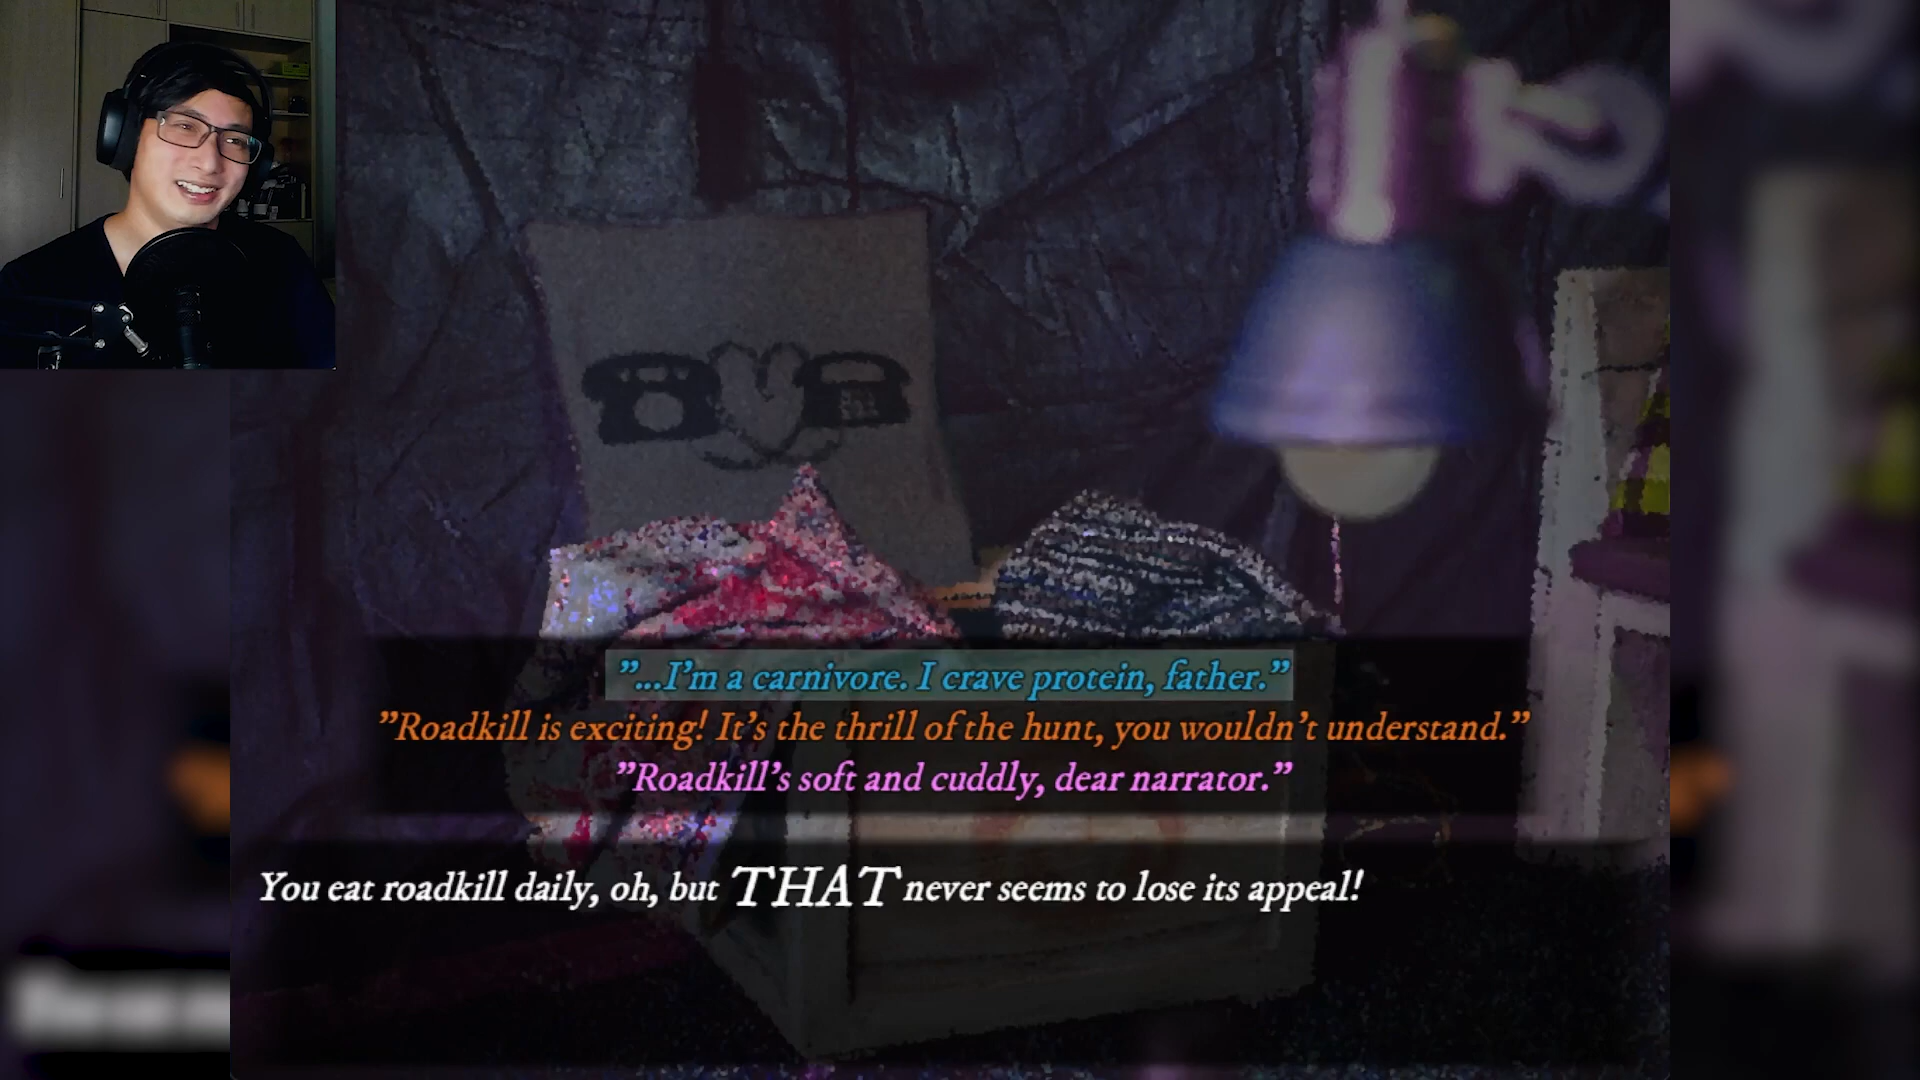 ”...I’m a carnivore. I crave protein, father.”
”Roadkill is exciting! It’s the thrill of the hunt, you wouldn’t understand.”
”Roadkill’s soft and cuddly, dear narrator.”
You eat roadkill daily, oh, but THAT never seems to lose its appeal!